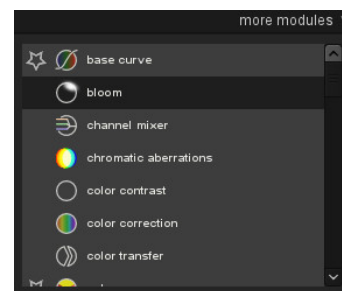 more modules
base curve
bloom
channel mixer
chromatic aberrations
color contrast
color correction
color transfer